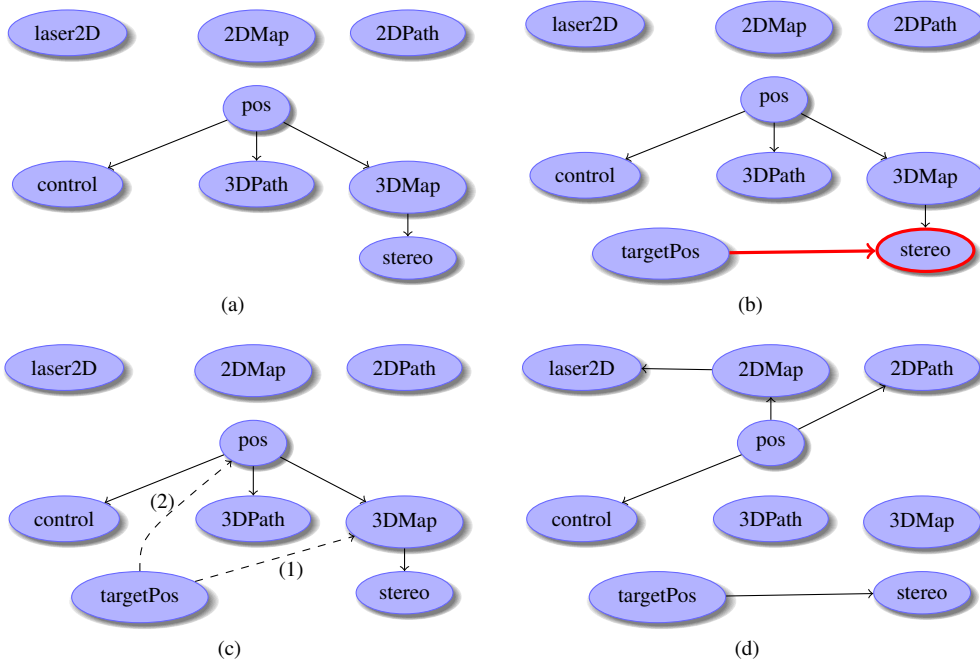 laser2D 2DMap 2DPath
pos
control 3DPath 3DMap
stereo
(a)
laser2D 2DMap 2DPath
pos
control 3DPath 3DMap
targetPos stereo
(b)
laser2D 2DMap 2DPath
pos
(2)
control 3DPath 3DMap
(1)
targetPos stereo
(c)
laser2D 2DMap 2DPath
pos
control 3DPath 3DMap
targetPos stereo
(d)